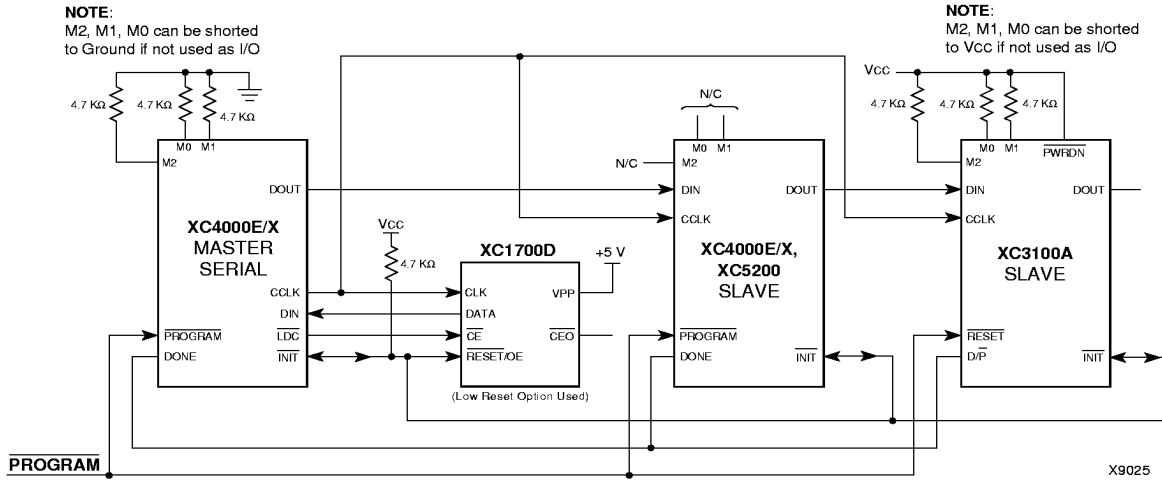 NOTE:
M2, M1, M0 can be shorted
to Ground if not used as I/O
NOTE:
M2, M1, M0 can be shorted
to VCC if not used as I/O
4.7 KΩ
4.7 KΩ
4.7 KΩ
M0
M1
M2
DOUT
XC4000E/X
MASTER
SERIAL
CCLK
DIN
PROGRAM
LDC
DONE
INIT
VCC
4.7 KΩ
XC1700D
+5 V
CLK
VPP
DATA
CE
CEO
RESET/OE
(Low Reset Option Used)
N/C
M0
M1
N/C
M2
DIN
DOUT
CCLK
XC4000E/X,
XC5200
SLAVE
PROGRAM
DONE
INIT
VCC
4.7 KΩ
4.7 KΩ
M0
M1
PWRDN
M2
DIN
DOUT
CCLK
XC3100A
SLAVE
RESET
D/P
INIT
PROGRAM
X9025